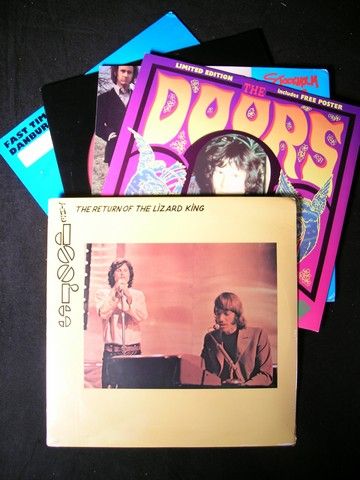 LIMITED EDITION
Includes FREE POSTER
STOCKHOLM
THE
DOORS
FAST TIM
DANBUR
THE RETURN OF THE LIZARD KING
the
doors